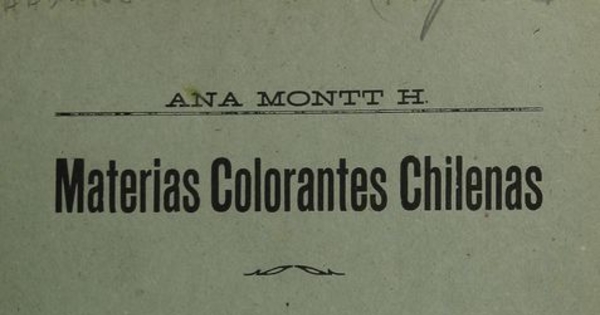 ANA MONTT H.
Materias Colorantes Chilenas